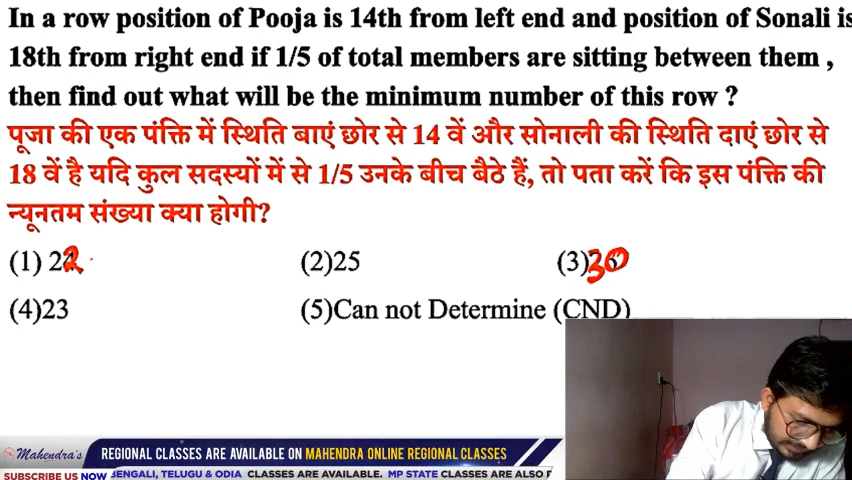 In a row position of Pooja is 14th from left end and position of Sonali is
18th from right end if 1/5 of total members are sitting between them ,
then find out what will be the minimum number of this row ?
पूजा की एक पंक्ति में स्थिति बाएं छोर से 14 वें और सोनाली की स्थिति दाएं छोर से
18 वें है यदि कुल सदस्यों में से 1/5 उनके बीच बैठे हैं, तो पता करें कि इस पंक्ति की
न्यूनतम संख्या क्या होगी?
(1) 22 (2)25 (3)30
(4)23 (5)Can not Determine (CND)
Mahendra's REGIONAL CLASSES ARE AVAILABLE ON MAHENDRA ONLINE REGIONAL CLASSES
SUBSCRIBE US NOW BENGALI, TELUGU & ODIA CLASSES ARE AVAILABLE. MP STATE CLASSES ARE ALSO